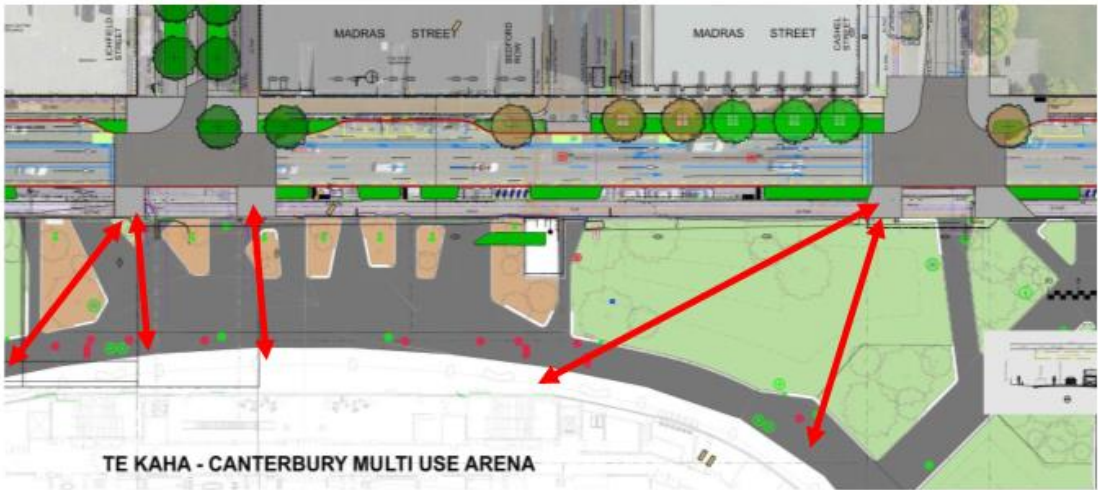 LICHFIELD
STREET
MADRAS STREET
BEDFORD
ROW
MADRAS STREET
CASHEL
STREET
TE KAHA - CANTERBURY MULTI USE ARENA